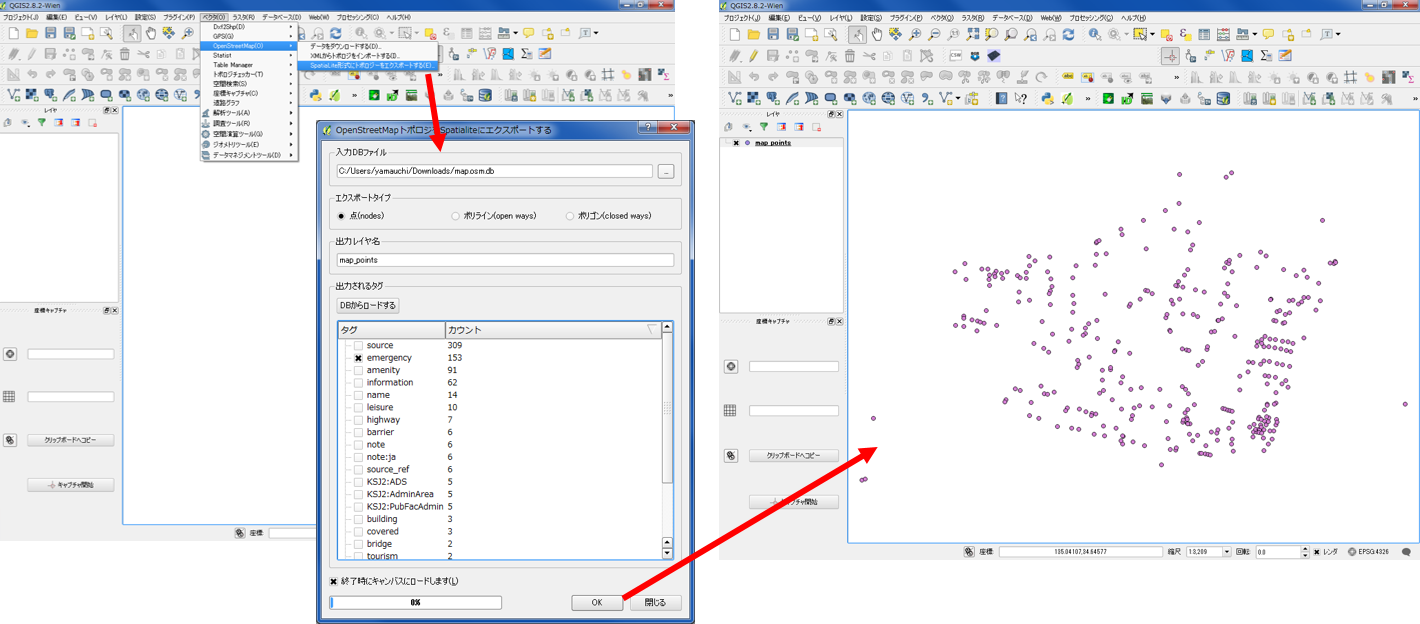 QGIS2.8.2-Wien
プロジェクト(J) 編集(E) ビュー(V) レイヤ(L) 設定(S) プラグイン(P) ベクタ(O) ラスタ(R) データベース(D) Web(W) プロセッシング(C) ヘルプ(H)
Dxf2Shp(D)
GPS(G)
OpenStreetMap(O)
Statist
Table Manager
トポロジチェッカー(T)
空間検索(S)
座標キャプチャ(C)
道路グラフ
解析ツール(A)
調査ツール(R)
空間演算ツール(G)
ジオメトリツール(E)
データマネジメントツール(D)
データをダウンロードする(D)...
XMLからトポロジをインポートする(I)...
SpatiaLite形式にトポロジーをエクスポートする(E)...
レイヤ
座標キャプチャ
クリップボードへコピー
キャプチャ開始
座標
OpenStreetMapトポロジ
Spatialiteにエクスポートする
入力DBファイル
C:/Users/yamauchi/Downloads/map.osm.db
...
エクスポートタイプ
点(nodes)
ポリライン(open ways)
ポリゴン(closed ways)
出力レイヤ名
map_points
出力されるタグ
DBからロードする
タグ カウント
source 309
emergency 153
amenity 91
information 62
name 14
leisure 10
highway 7
barrier 6
note 6
note:ja 6
source_ref 6
KSJ2:ADS 5
KSJ2:AdminArea 5
KSJ2:PubFacAdmin 5
building 3
covered 3
bridge 2
tourism 2
終了時にキャンバスにロードします(L)
0%
OK
閉じる
QGIS2.8.2-Wien
プロジェクト(J) 編集(E) ビュー(V) レイヤ(L) 設定(S) プラグイン(P) ベクタ(O) ラスタ(R) データベース(D) Web(W) プロセッシング(C) ヘルプ(H)
レイヤ
map_points
座標キャプチャ
クリップボードへコピー
キャプチャ開始
座標 135.04107,34.64577 縮尺 13,209 回転 0.0 レンダ EPSG:4326